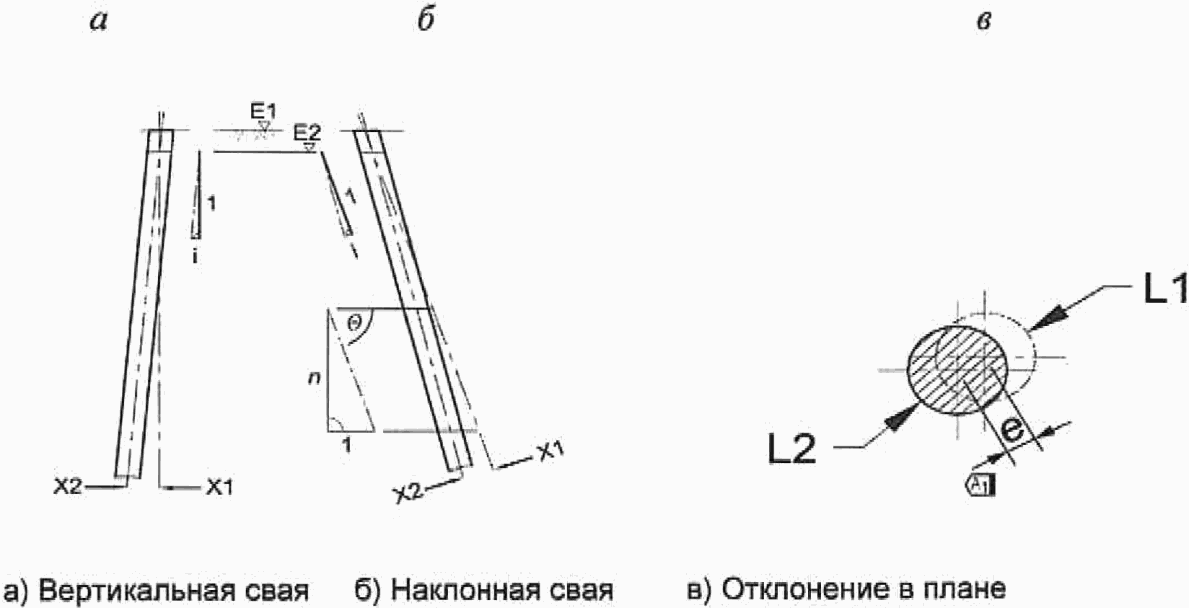 а б в
E1
E2
1 1
i
Θ
n
1
X2 X1
X2 X1
L1
L2
e
A1
а) Вертикальная свая б) Наклонная свая в) Отклонение в плане